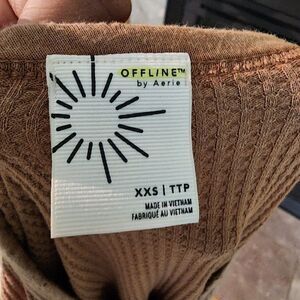 OFFLINE™
by Aerie
XXS | TTP
MADE IN VIETNAM
FABRIQUÉ AU VIETNAM